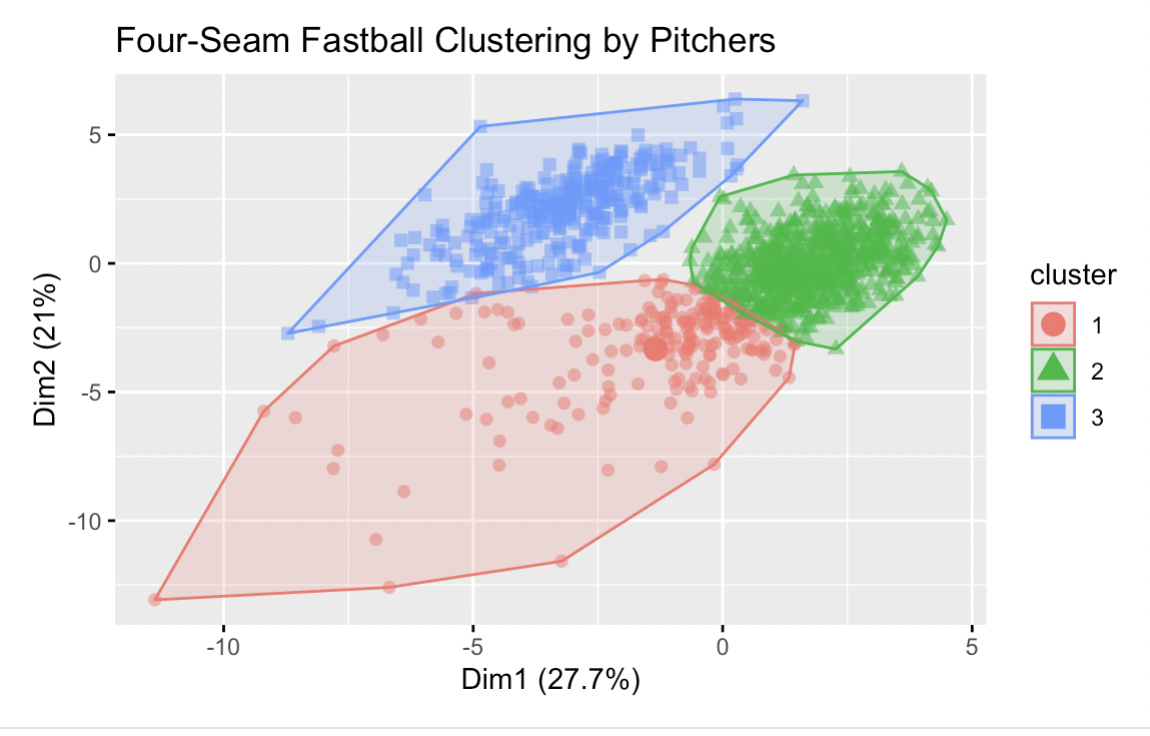 Four-Seam Fastball Clustering by Pitchers
5
0
-5
-10
Dim2 (21%)
-10 -5 0 5
Dim1 (27.7%)
cluster
1
2
3